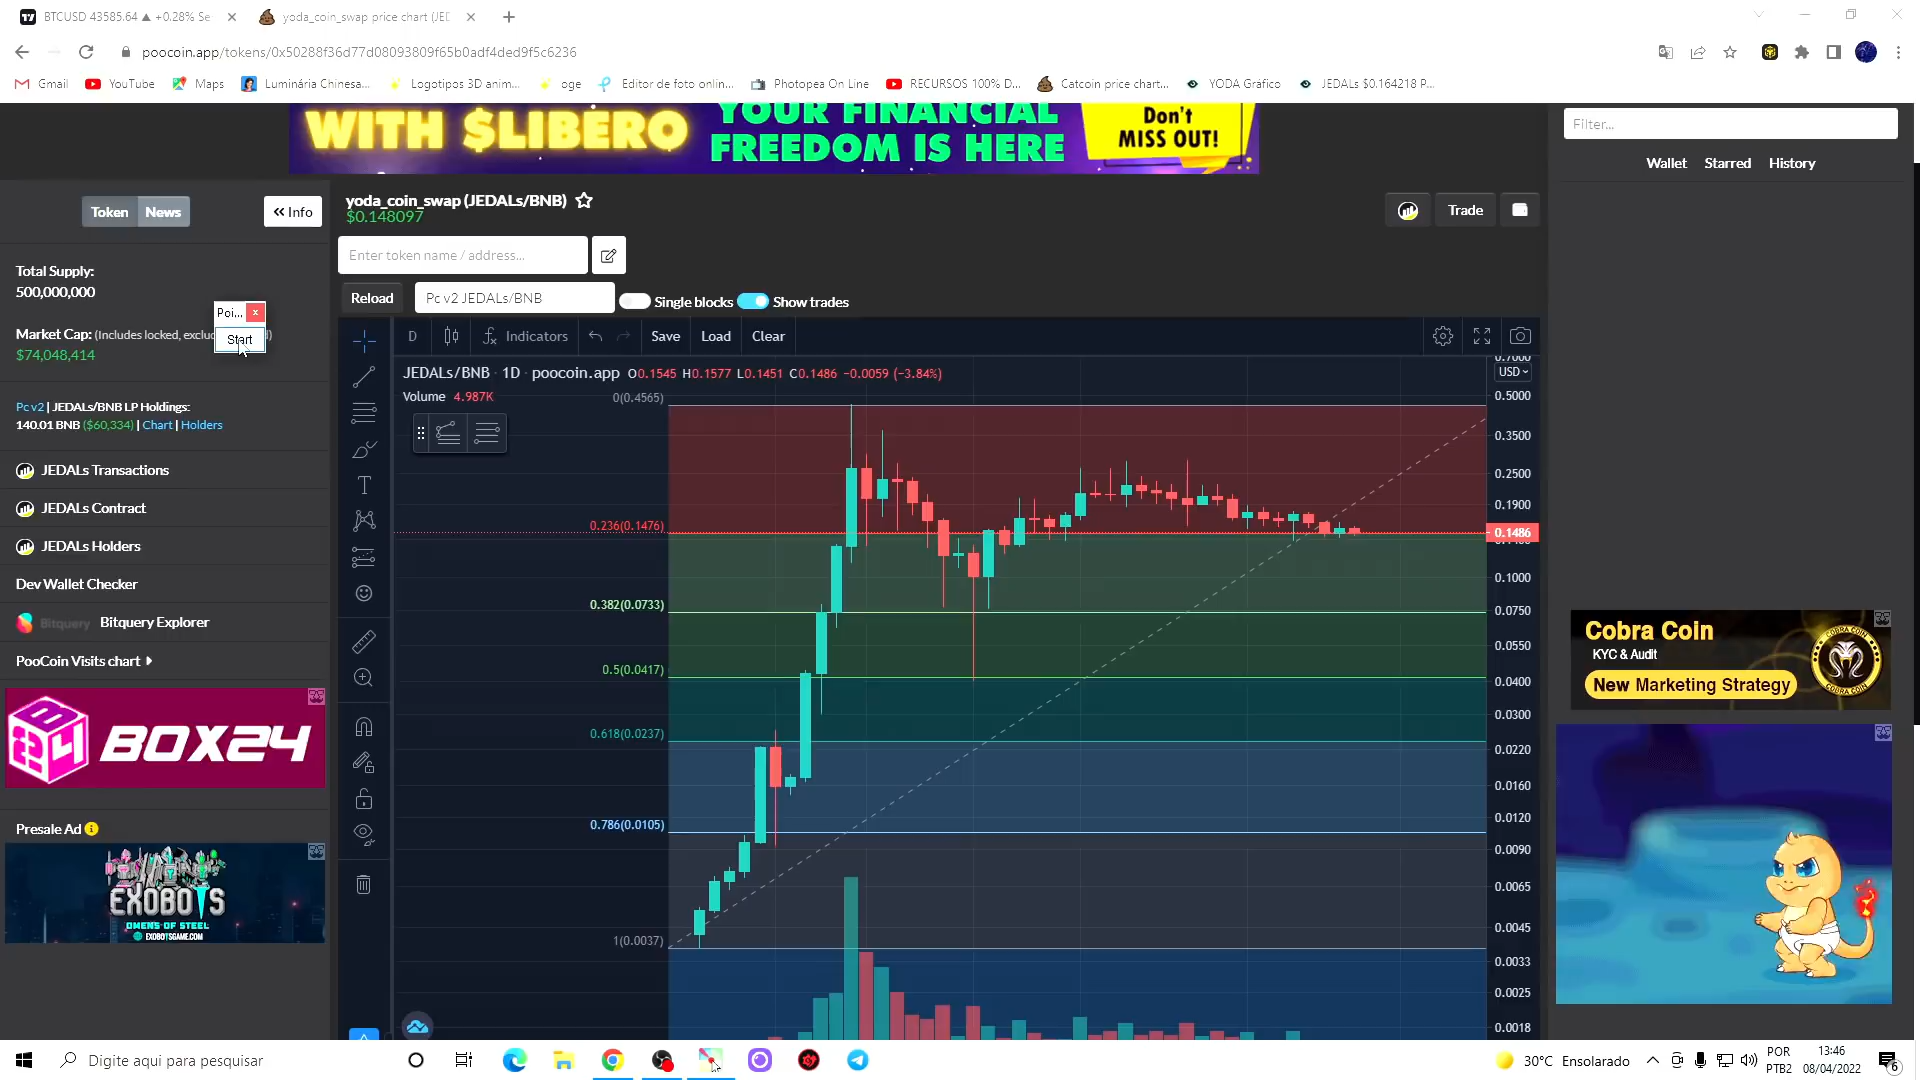 BTCUSD 43585.64 ▲ +0.28% Se
yoda_coin_swap price chart (JED
poocoin.app/tokens/0x50288f36d77d08093809f65b0adf4ded9f5c6236
Gmail
YouTube
Maps
Luminária Chinesa...
Logotipos 3D anim...
oge
Editor de foto onlin...
Photopea On Line
RECURSOS 100% D...
Catcoin price chart...
YODA Gráfico
JEDALs $0.164218 P...
WITH $LIBERO
YOUR FINANCIAL
FREEDOM IS HERE
Don't
MISS OUT!
Filter...
Wallet
Starred
History
Token
News
« Info
yoda_coin_swap (JEDALs/BNB)
$0.148097
Trade
Enter token name / address...
Total Supply:
500,000,000
Reload
Pc v2 JEDALs/BNB
Single blocks
Show trades
Poi...
x
Market Cap: (Includes locked, exclu
Start
$74,048,414
D
Indicators
Save
Load
Clear
JEDALs/BNB · 1D · poocoin.app O0.1545 H0.1577 L0.1451 C0.1486 −0.0059 (−3.84%)
Volume 4.987K
Pc v2 | JEDALs/BNB LP Holdings:
140.01 BNB ($60,334) | Chart | Holders
JEDALs Transactions
JEDALs Contract
JEDALs Holders
Dev Wallet Checker
Bitquery
Bitquery Explorer
PooCoin Visits chart
BOX24
Presale Ad
EXOBOTS
OMENS OF STEEL
EXOBOTSGAME.COM
0(0.4565)
0.236(0.1476)
0.382(0.0733)
0.5(0.0417)
0.618(0.0237)
0.786(0.0105)
1(0.0037)
0.7000
USD
0.5000
0.3500
0.2500
0.1900
0.1486
0.1000
0.0750
0.0550
0.0400
0.0300
0.0220
0.0160
0.0120
0.0090
0.0065
0.0045
0.0033
0.0025
0.0018
Cobra Coin
KYC & Audit
New Marketing Strategy
COBRA COIN
Digite aqui para pesquisar
30°C Ensolarado
POR
PTB2
13:46
08/04/2022
6